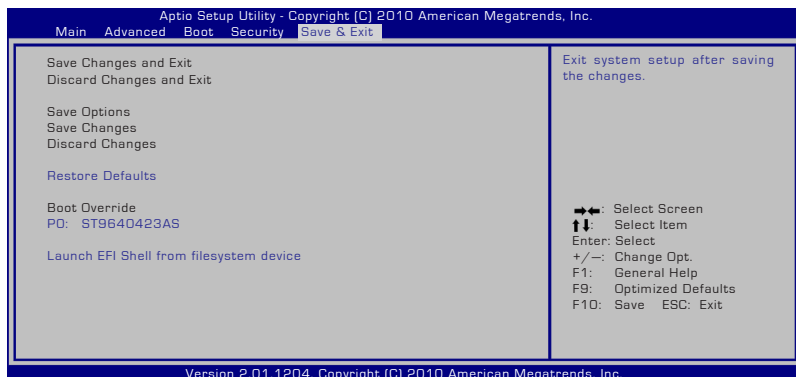 Aptio Setup Utility - Copyright (C) 2010 American Megatrends, Inc.
Main Advanced Boot Security Save & Exit
Save Changes and Exit
Discard Changes and Exit
Save Options
Save Changes
Discard Changes
Restore Defaults
Boot Override
P0: ST9640423AS
Launch EFI Shell from filesystem device
Exit system setup after saving
the changes.
→←: Select Screen
↑↓: Select Item
Enter: Select
+/—: Change Opt.
F1: General Help
F9: Optimized Defaults
F10: Save ESC: Exit
Version 2.01.1204. Copyright (C) 2010 American Megatrends, Inc.